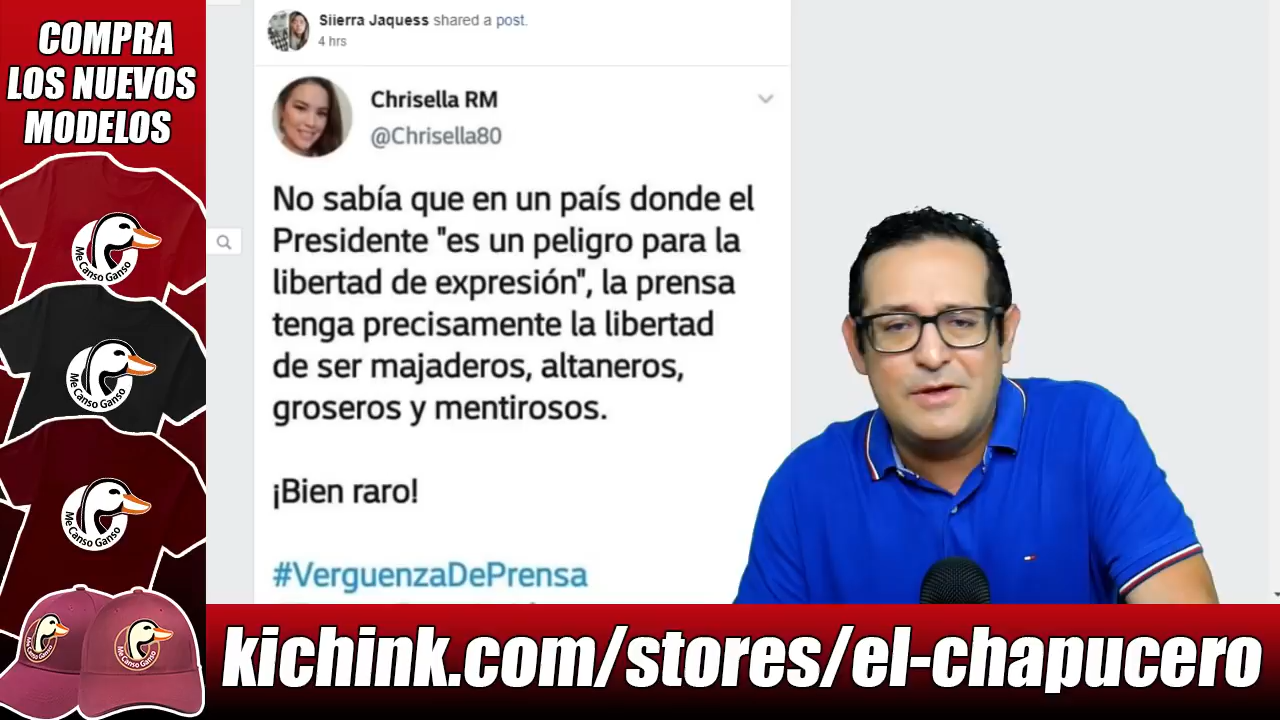 COMPRA
LOS NUEVOS
MODELOS
Me Canso Ganso
Me Canso Ganso
Me Canso Ganso
Me Canso Ganso
Me Canso Ganso
Siierra Jaquess shared a post.
4 hrs
Chrisella RM
@Chrisella80
No sabía que en un país donde el
Presidente "es un peligro para la
libertad de expresión", la prensa
tenga precisamente la libertad
de ser majaderos, altaneros,
groseros y mentirosos.
¡Bien raro!
#VerguenzaDePrensa
kichink.com/stores/el-chapucero